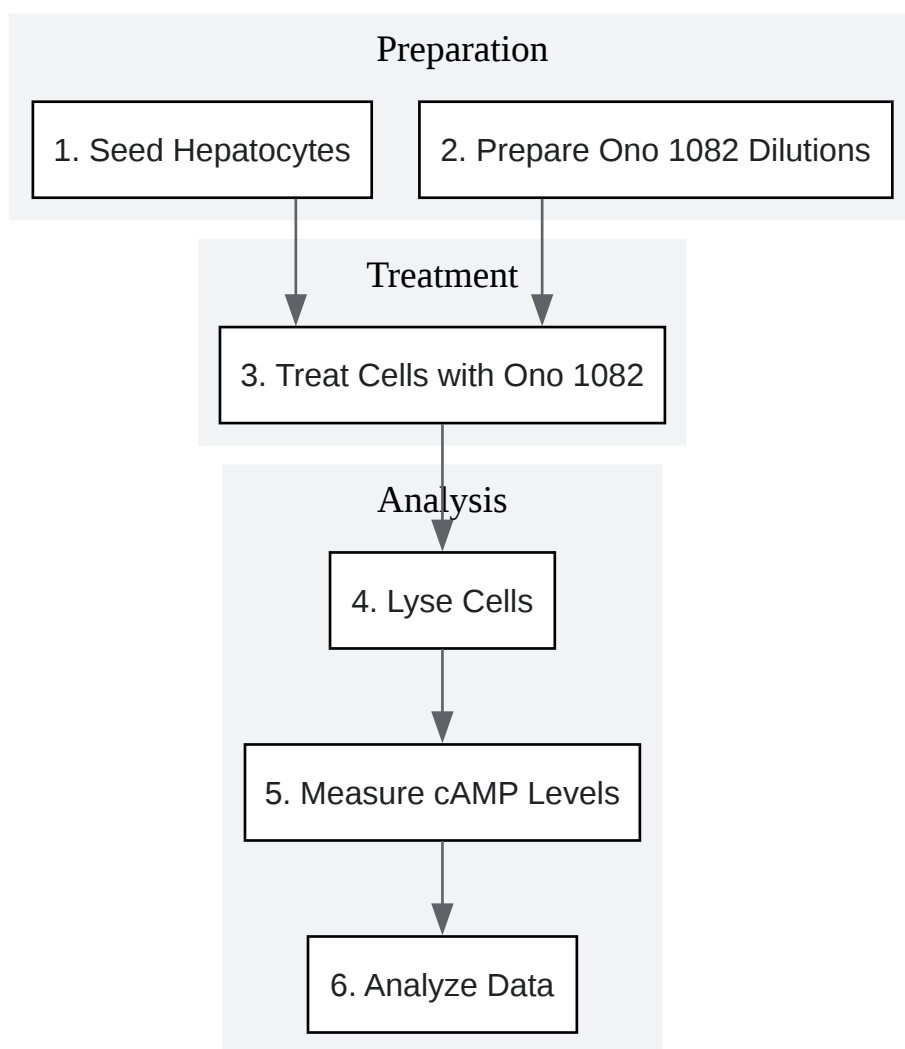 Preparation
1. Seed Hepatocytes
2. Prepare Ono 1082 Dilutions
Treatment
3. Treat Cells with Ono 1082
Analysis
4. Lyse Cells
5. Measure cAMP Levels
6. Analyze Data